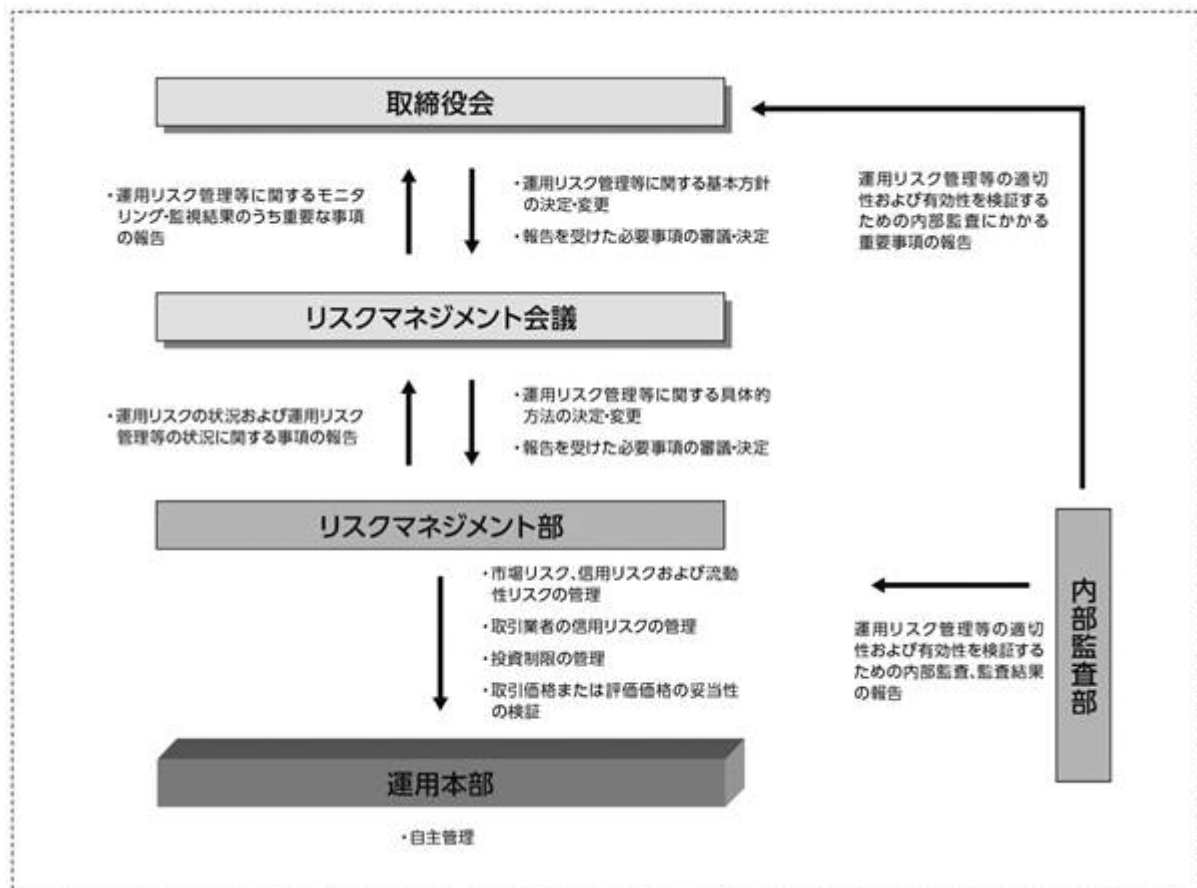 取締役会
・運用リスク管理等に関するモニタ
リング・監視結果のうち重要な事項
の報告
・運用リスク管理等に関する基本方針
の決定・変更
・報告を受けた必要事項の審議・決定
運用リスク管理等の適切
性および有効性を検証する
ための内部監査にかかる
重要事項の報告
リスクマネジメント会議
・運用リスクの状況および運用リスク
管理等の状況に関する事項の報告
・運用リスク管理等に関する具体的
方法の決定・変更
・報告を受けた必要事項の審議・決定
リスクマネジメント部
・市場リスク、信用リスクおよび流動
性リスクの管理
・取引業者の信用リスクの管理
・投資制限の管理
・取引価格または評価価格の妥当性
の検証
運用リスク管理等の適切
性および有効性を検証する
ための内部監査、監査結果
の報告
内部監査部
運用本部
・自主管理